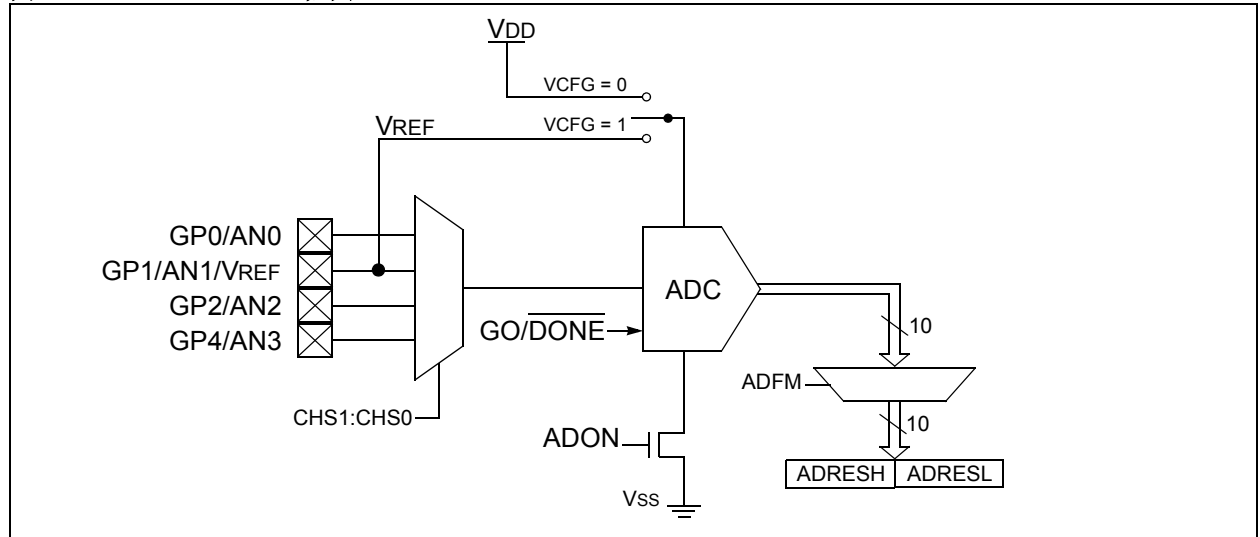 VDD
VCFG = 0
VREF
VCFG = 1
GP0/AN0
GP1/AN1/VREF
GP2/AN2
GP4/AN3
ADC
GO/DONE
10
ADFM
CHS1:CHS0
10
ADON
ADRESH ADRESL
VSS